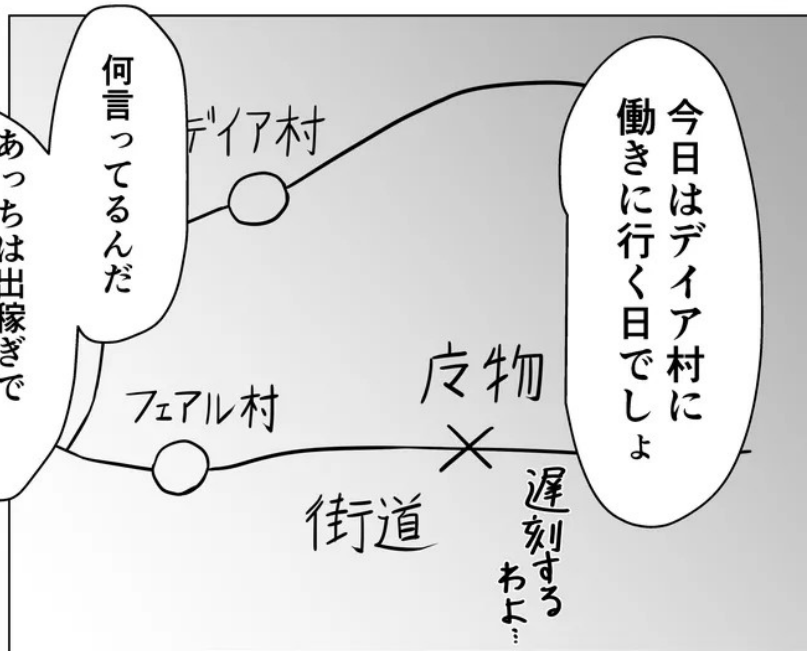 今日はデイア村に
働きに行く日でしょ
遅刻する
わよ…
何言ってるんだ
あっちは出稼ぎで
デイア村
フェアル村
街道